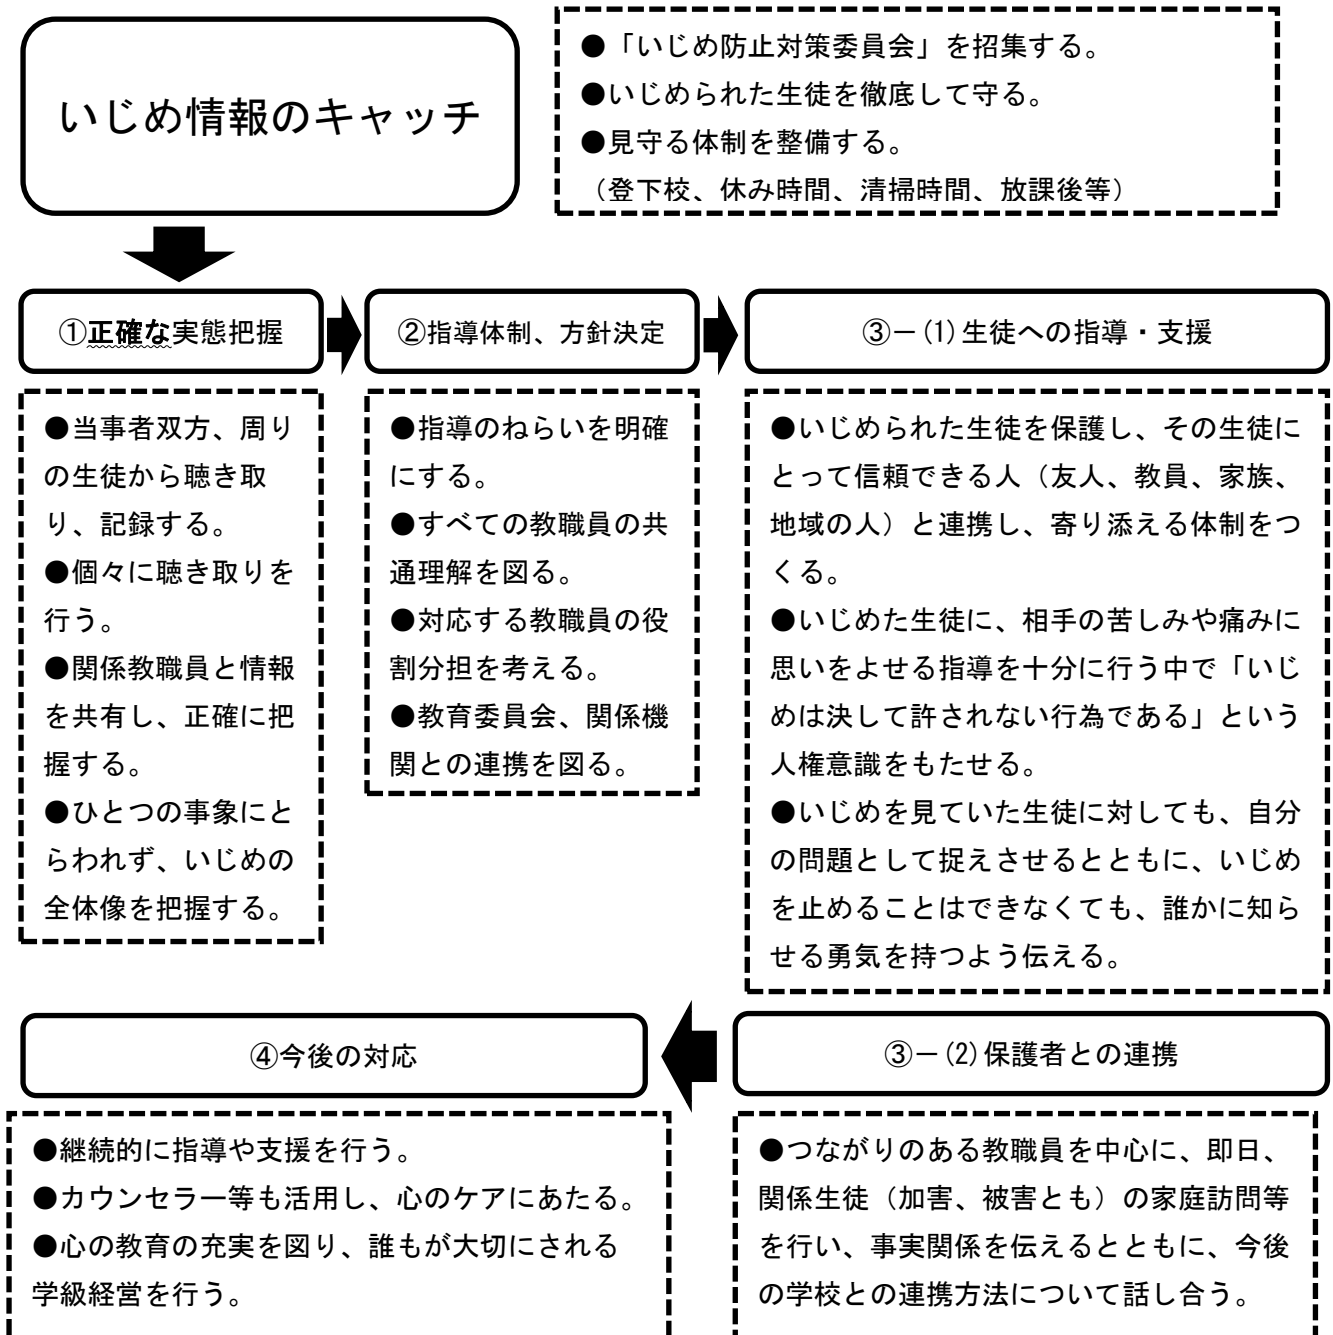 いじめ情報のキャッチ
●「いじめ防止対策委員会」を招集する。
●いじめられた生徒を徹底して守る。
●見守る体制を整備する。
（登下校、休み時間、清掃時間、放課後等）
①正確な実態把握
●当事者双方、周り
の生徒から聴き取
り、記録する。
●個々に聴き取りを
行う。
●関係教職員と情報
を共有し、正確に把
握する。
●ひとつの事象にと
らわれず、いじめの
全体像を把握する。
②指導体制、方針決定
●指導のねらいを明確
にする。
●すべての教職員の共
通理解を図る。
●対応する教職員の役
割分担を考える。
●教育委員会、関係機
関との連携を図る。
③－(1)生徒への指導・支援
●いじめられた生徒を保護し、その生徒に
とって信頼できる人（友人、教員、家族、
地域の人）と連携し、寄り添える体制をつ
くる。
●いじめた生徒に、相手の苦しみや痛みに
思いをよせる指導を十分に行う中で「いじ
めは決して許されない行為である」という
人権意識をもたせる。
●いじめを見ていた生徒に対しても、自分
の問題として捉えさせるとともに、いじめ
を止めることはできなくても、誰かに知ら
せる勇気を持つよう伝える。
③－(2)保護者との連携
●つながりのある教職員を中心に、即日、
関係生徒（加害、被害とも）の家庭訪問等
を行い、事実関係を伝えるとともに、今後
の学校との連携方法について話し合う。
④今後の対応
●継続的に指導や支援を行う。
●カウンセラー等も活用し、心のケアにあたる。
●心の教育の充実を図り、誰もが大切にされる
学級経営を行う。